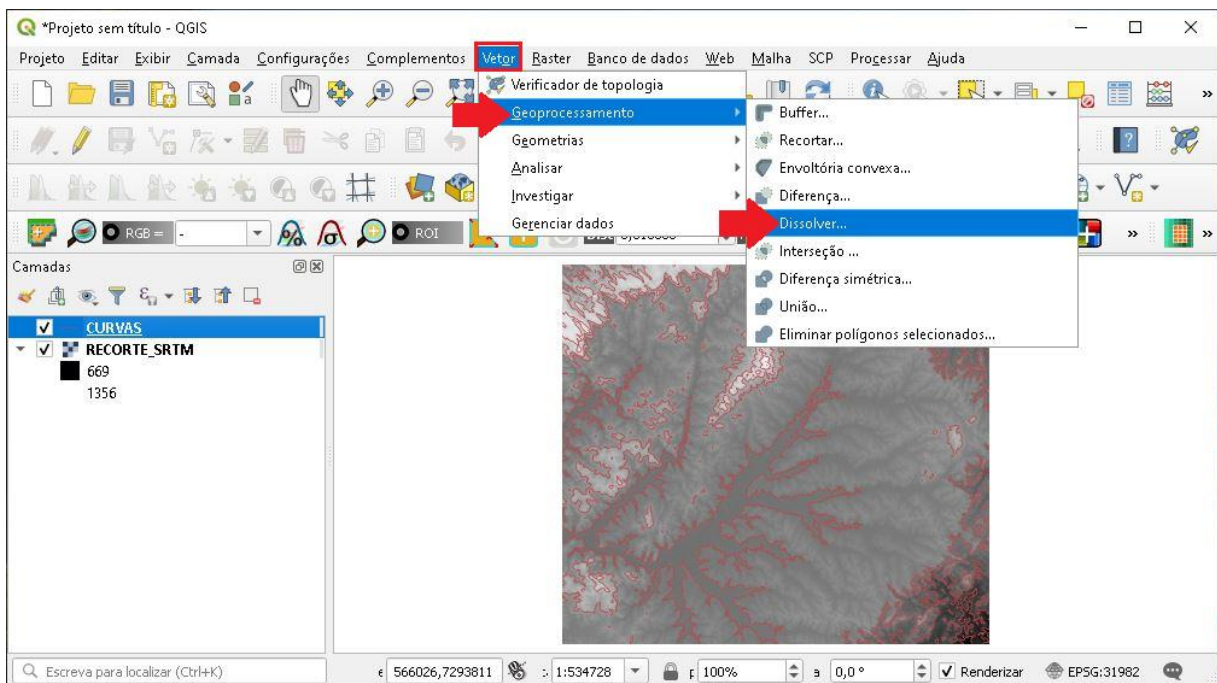 *Projeto sem título - QGIS
Projeto Editar Exibir Camada Configurações Complementos Vetor Raster Banco de dados Web Malha SCP Processar Ajuda
Verificador de topologia
Geoprocessamento
Geometrias
Analisar
Investigar
Gerenciar dados
Buffer...
Recortar...
Envoltória convexa...
Diferença...
Dissolver...
Interseção ...
Diferença simétrica...
União...
Eliminar polígonos selecionados...
RGB = -
ROI
Camadas
CURVAS
RECORTE_SRTM
669
1356
Escreva para localizar (Ctrl+K)
566026,7293811
1:534728
100%
0,0 °
Renderizar
EPSG:31982